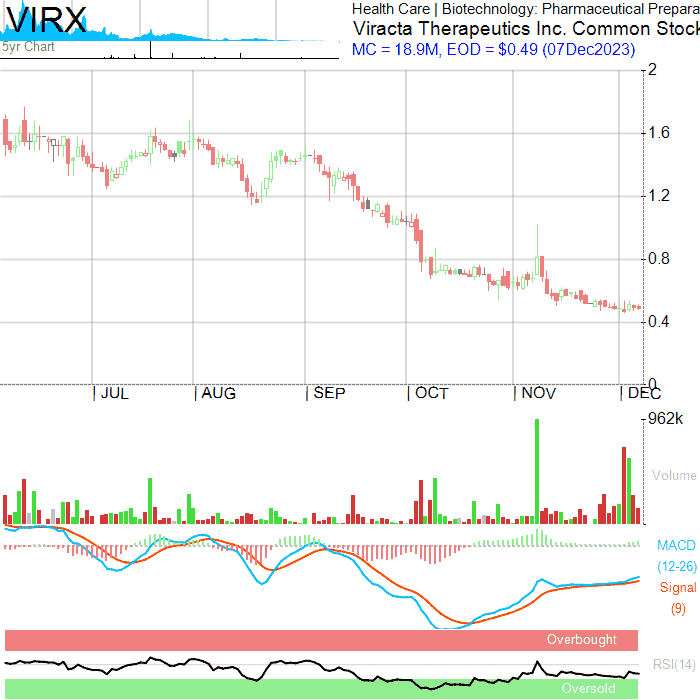 VIRX
Health Care | Biotechnology: Pharmaceutical Prepara
Viracta Therapeutics Inc. Common Stock
MC = 18.9M, EOD = $0.49 (07Dec2023)
5yr Chart
2
1.6
1.2
0.8
0.4
0
JUL
AUG
SEP
OCT
NOV
DEC
962k
Volume
MACD
(12-26)
Signal
(9)
Overbought
RSI(14)
Oversold